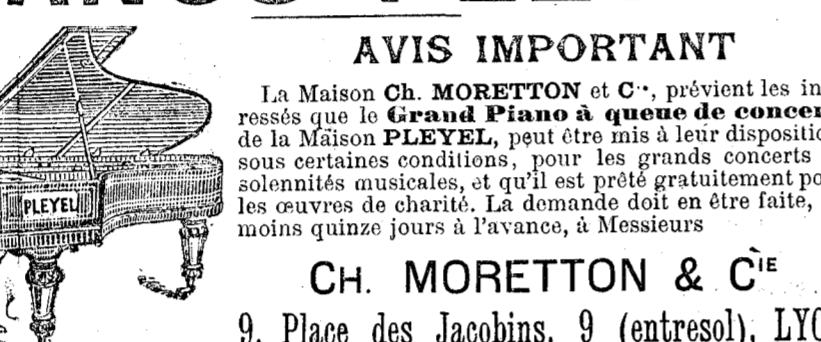 AVIS IMPORTANT
La Maison Ch. MORETTON et Cie, prévient les in
ressés que le Grand Piano à queue de concer
de la Maison PLEYEL, peut être mis à leur dispositio
sous certaines conditions, pour les grands concerts
solennités musicales, et qu'il est prêté gratuitement po
les œuvres de charité. La demande doit en être faite,
moins quinze jours à l'avance, à Messieurs
PLEYEL
CH. MORETTON & CIE
9, Place des Jacobins, 9 (entresol), LYO